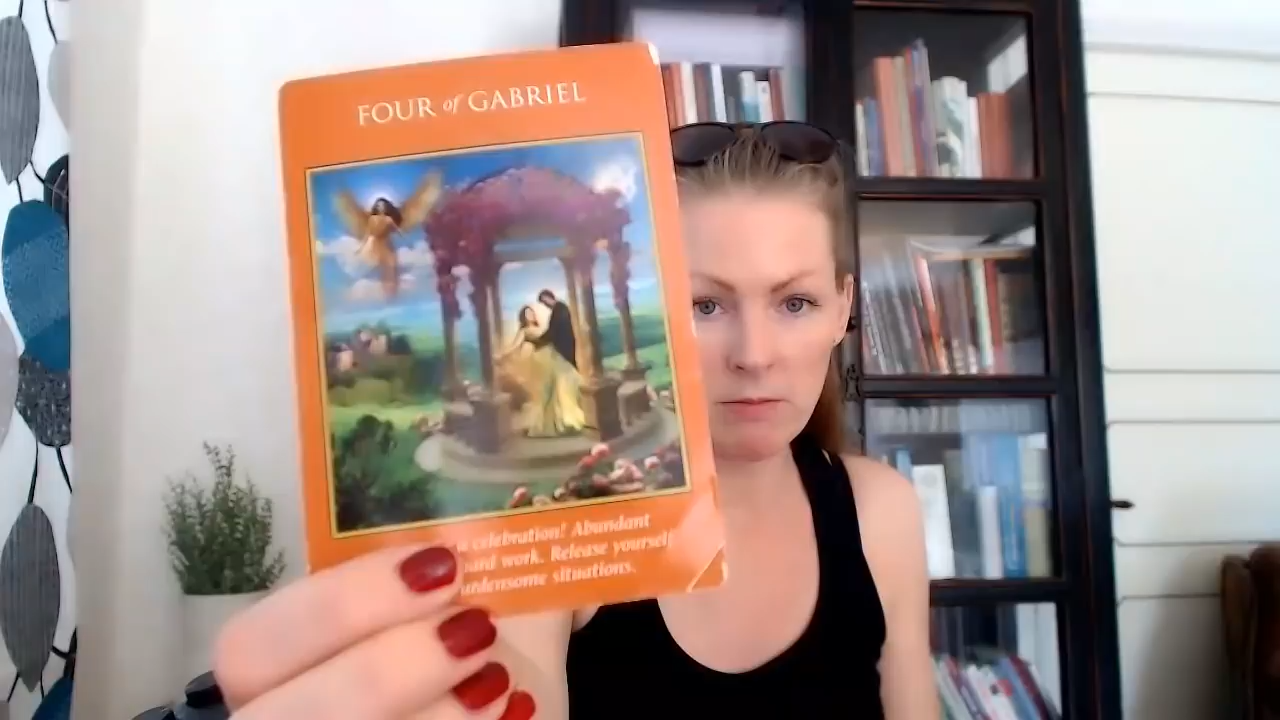 FOUR of GABRIEL
a celebration! Abundant
hard work. Release yourself
burdensome situations.